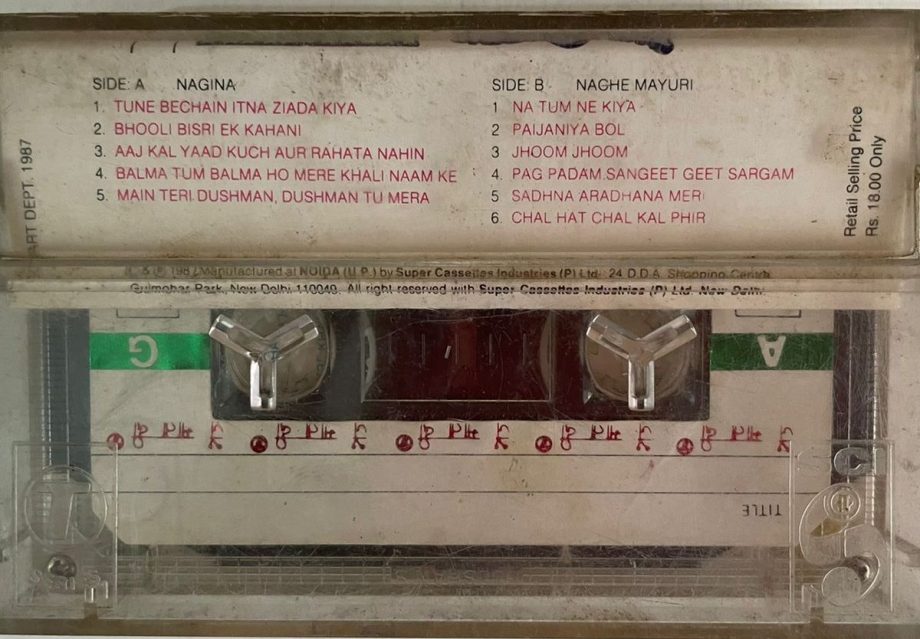 SIDE: A NAGINA
1. TUNE BECHAIN ITNA ZIADA KIYA
2. BHOOLI BISRI EK KAHANI
3. AAJ KAL YAAD KUCH AUR RAHATA NAHIN
4. BALMA TUM BALMA HO MERE KHALI NAAM KE
5. MAIN TERI DUSHMAN, DUSHMAN TU MERA
SIDE: B NAGHE MAYURI
1 NA TUM NE KIYA
2 PAIJANIYA BOL
3 JHOOM JHOOM
4. PAG PADAM SANGEET GEET SARGAM
5 SADHNA ARADHANA MERI
6. CHAL HAT CHAL KAL PHIR
ART DEPT. 1987
Retail Selling Price
Rs. 18.00 Only
Manufactured at NOIDA (U.P.) by Super Cassettes Industries (P) Ltd. 24 D.D.A. Shopping Centre
Gulmohar Park, New Delhi 110049. All right reserved with Super Cassettes Industries (P) Ltd. New Delhi.
G
A
TITLE